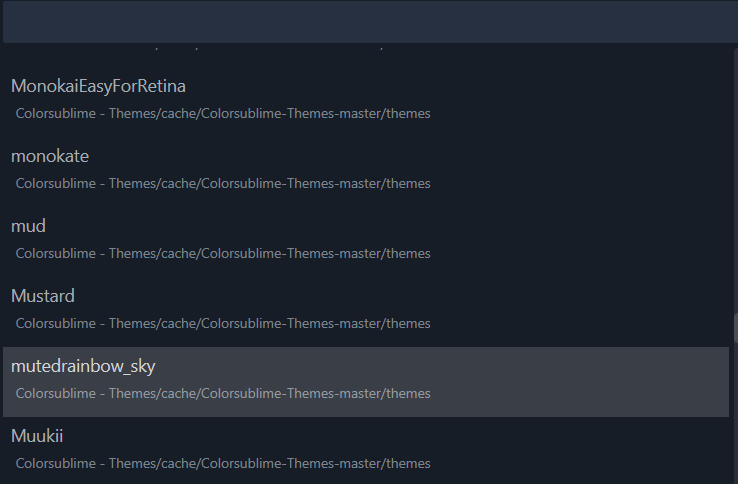 MonokaiEasyForRetina
Colorsublime - Themes/cache/Colorsublime-Themes-master/themes
monokate
Colorsublime - Themes/cache/Colorsublime-Themes-master/themes
mud
Colorsublime - Themes/cache/Colorsublime-Themes-master/themes
Mustard
Colorsublime - Themes/cache/Colorsublime-Themes-master/themes
mutedrainbow_sky
Colorsublime - Themes/cache/Colorsublime-Themes-master/themes
Muukii
Colorsublime - Themes/cache/Colorsublime-Themes-master/themes